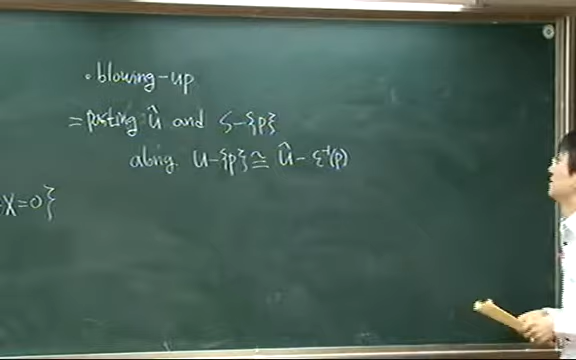 • blowing-up
= pasting Û and S-{p}
along U-{p} ≅ Û - ε⁻¹(p)
X=0}